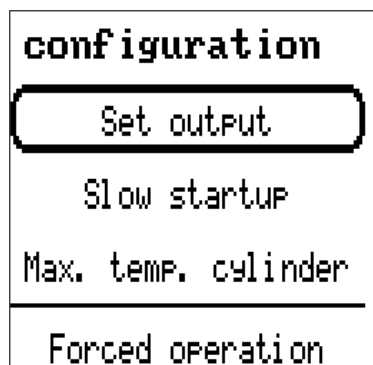 configuration
Set output
Slow startup
Max. temp. cylinder
Forced operation